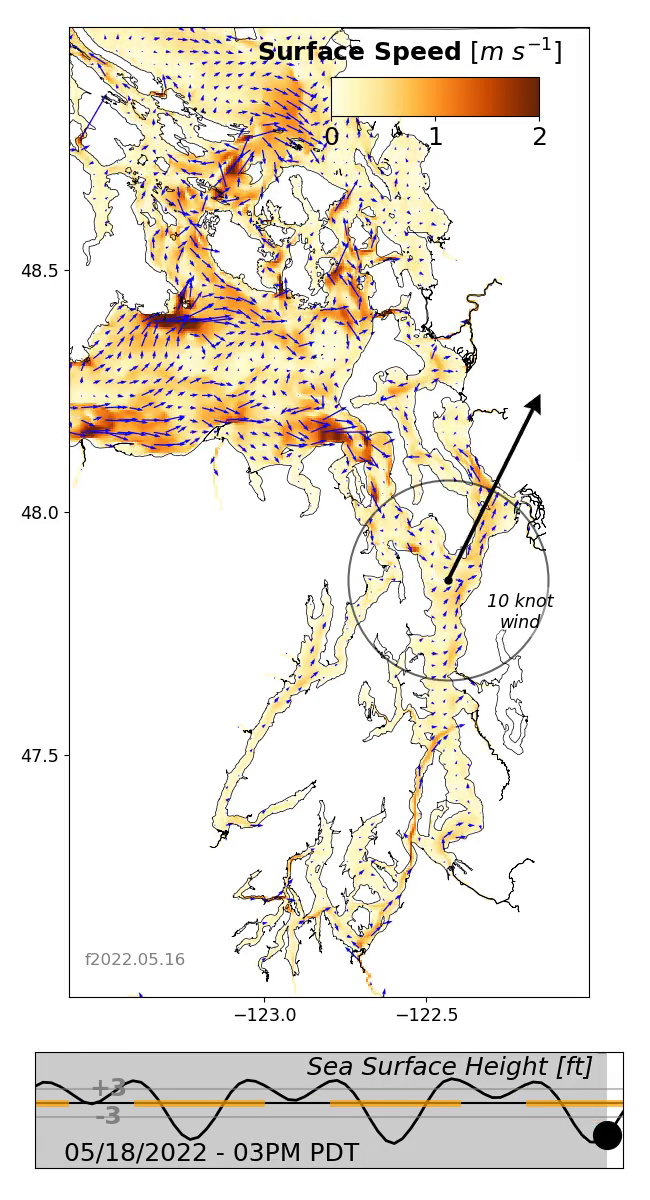 Surface Speed [m s⁻¹]
0 1 2
48.5
48.0
10 knot
wind
47.5
f2022.05.16
−123.0 −122.5
Sea Surface Height [ft]
+3
-3
05/18/2022 - 03PM PDT